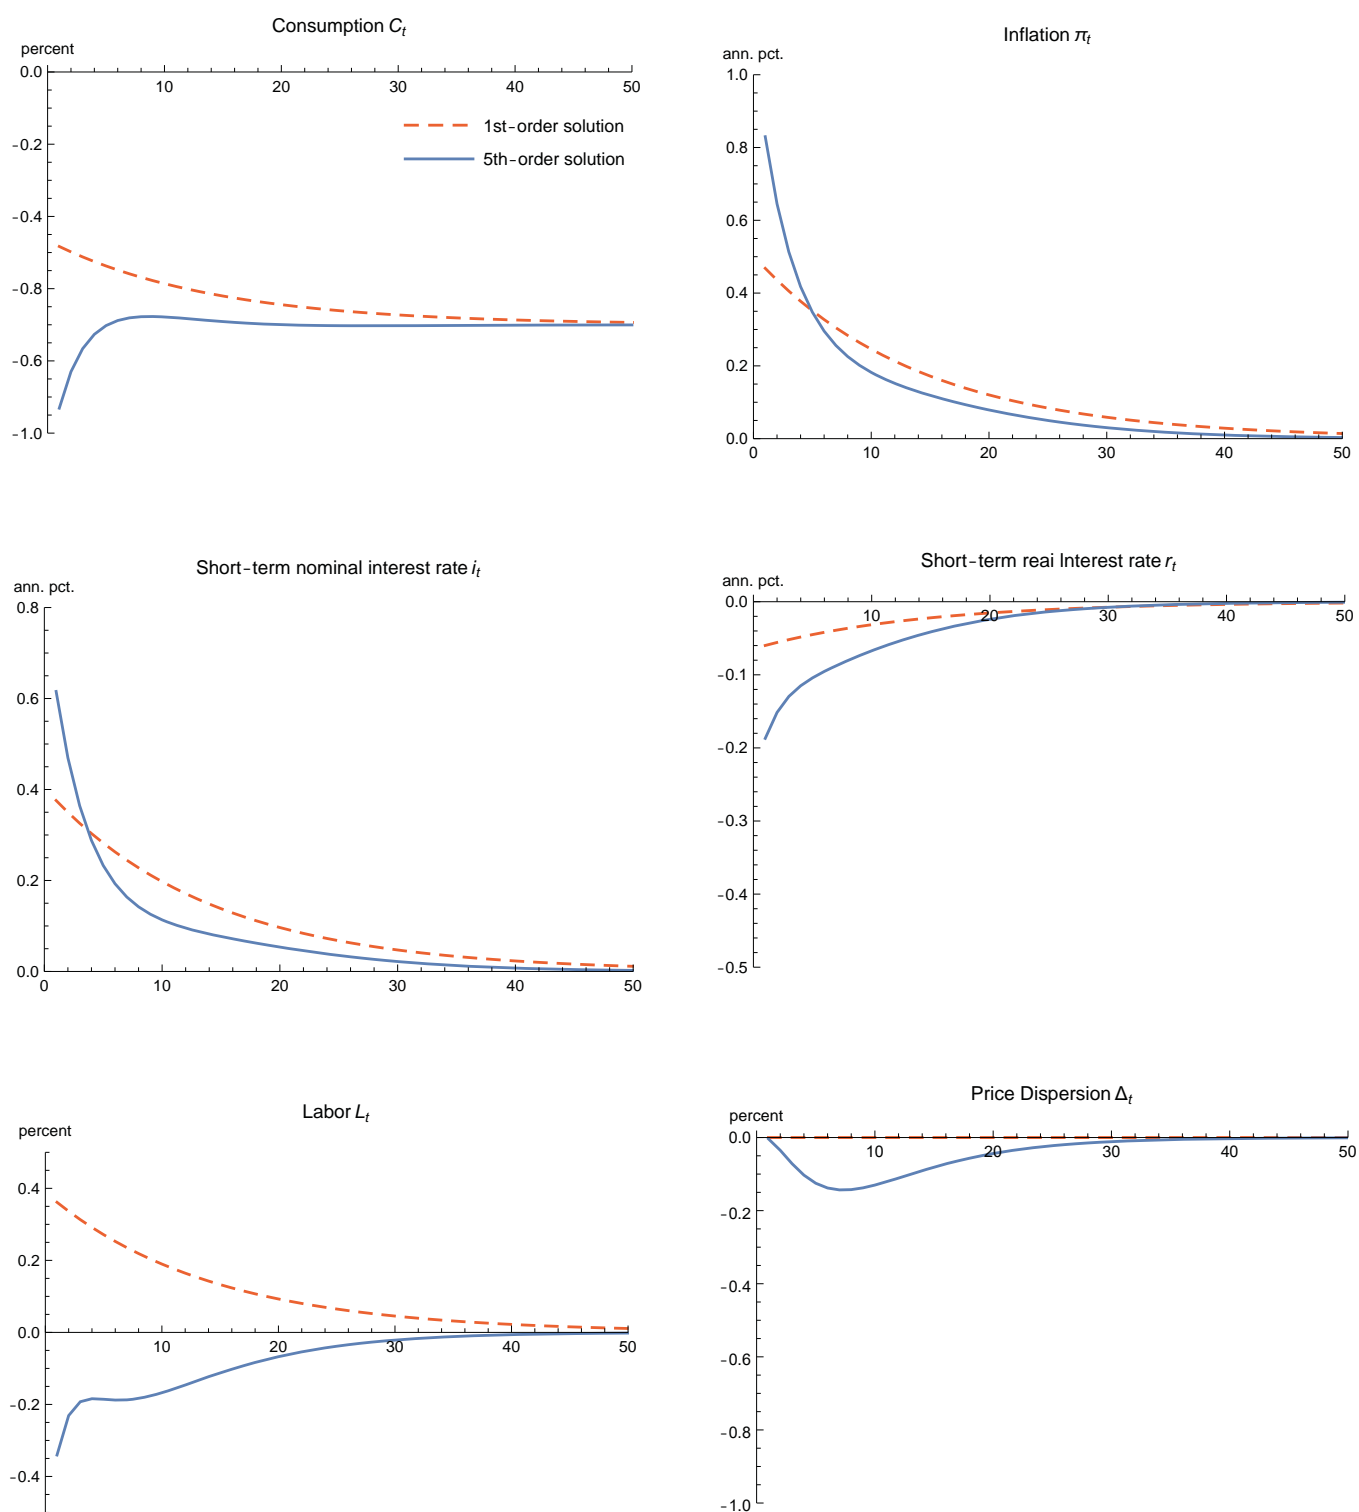 Consumption Cₜ
percent
0.0
10 20 30 40 50
−0.2
−0.4
−0.8
−0.6
−1.0
1st−order solution
5th−order solution
Inflation πₜ
ann. pct.
1.0
0.8
0.6
0.4
0.2
0.0
0 10 20 30 40 50
Short−term nominal interest rate iₜ
ann. pct.
0.8
0.6
0.4
0.2
0.0
0 10 20 30 40 50
Short−term reai Interest rate rₜ
ann. pct.
0.0
10 20 30 40 50
−0.1
−0.2
−0.3
−0.4
−0.5
Labor Lₜ
percent
0.4
0.2
0.0
10 20 30 40 50
−0.2
−0.4
Price Dispersion Δₜ
percent
0.0
10 20 30 40 50
−0.2
−0.4
−0.6
−0.8
−1.0